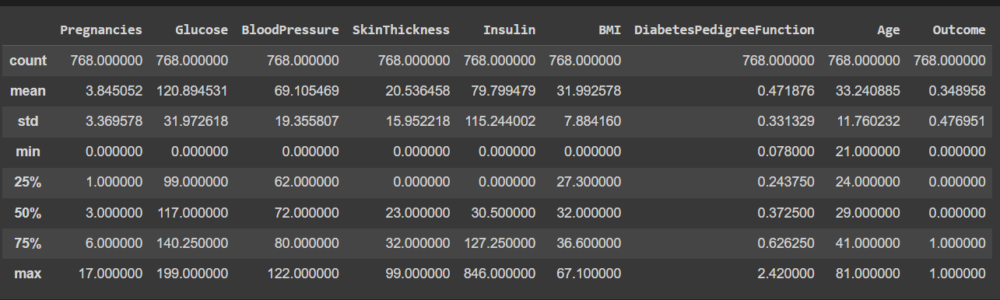 Pregnancies Glucose BloodPressure SkinThickness Insulin BMI DiabetesPedigreeFunction Age Outcome
count 768.000000 768.000000 768.000000 768.000000 768.000000 768.000000 768.000000 768.000000 768.000000
mean 3.845052 120.894531 69.105469 20.536458 79.799479 31.992578 0.471876 33.240885 0.348958
std 3.369578 31.972618 19.355807 15.952218 115.244002 7.884160 0.331329 11.760232 0.476951
min 0.000000 0.000000 0.000000 0.000000 0.000000 0.000000 0.078000 21.000000 0.000000
25% 1.000000 99.000000 62.000000 0.000000 0.000000 27.300000 0.243750 24.000000 0.000000
50% 3.000000 117.000000 72.000000 23.000000 30.500000 32.000000 0.372500 29.000000 0.000000
75% 6.000000 140.250000 80.000000 32.000000 127.250000 36.600000 0.626250 41.000000 1.000000
max 17.000000 199.000000 122.000000 99.000000 846.000000 67.100000 2.420000 81.000000 1.000000